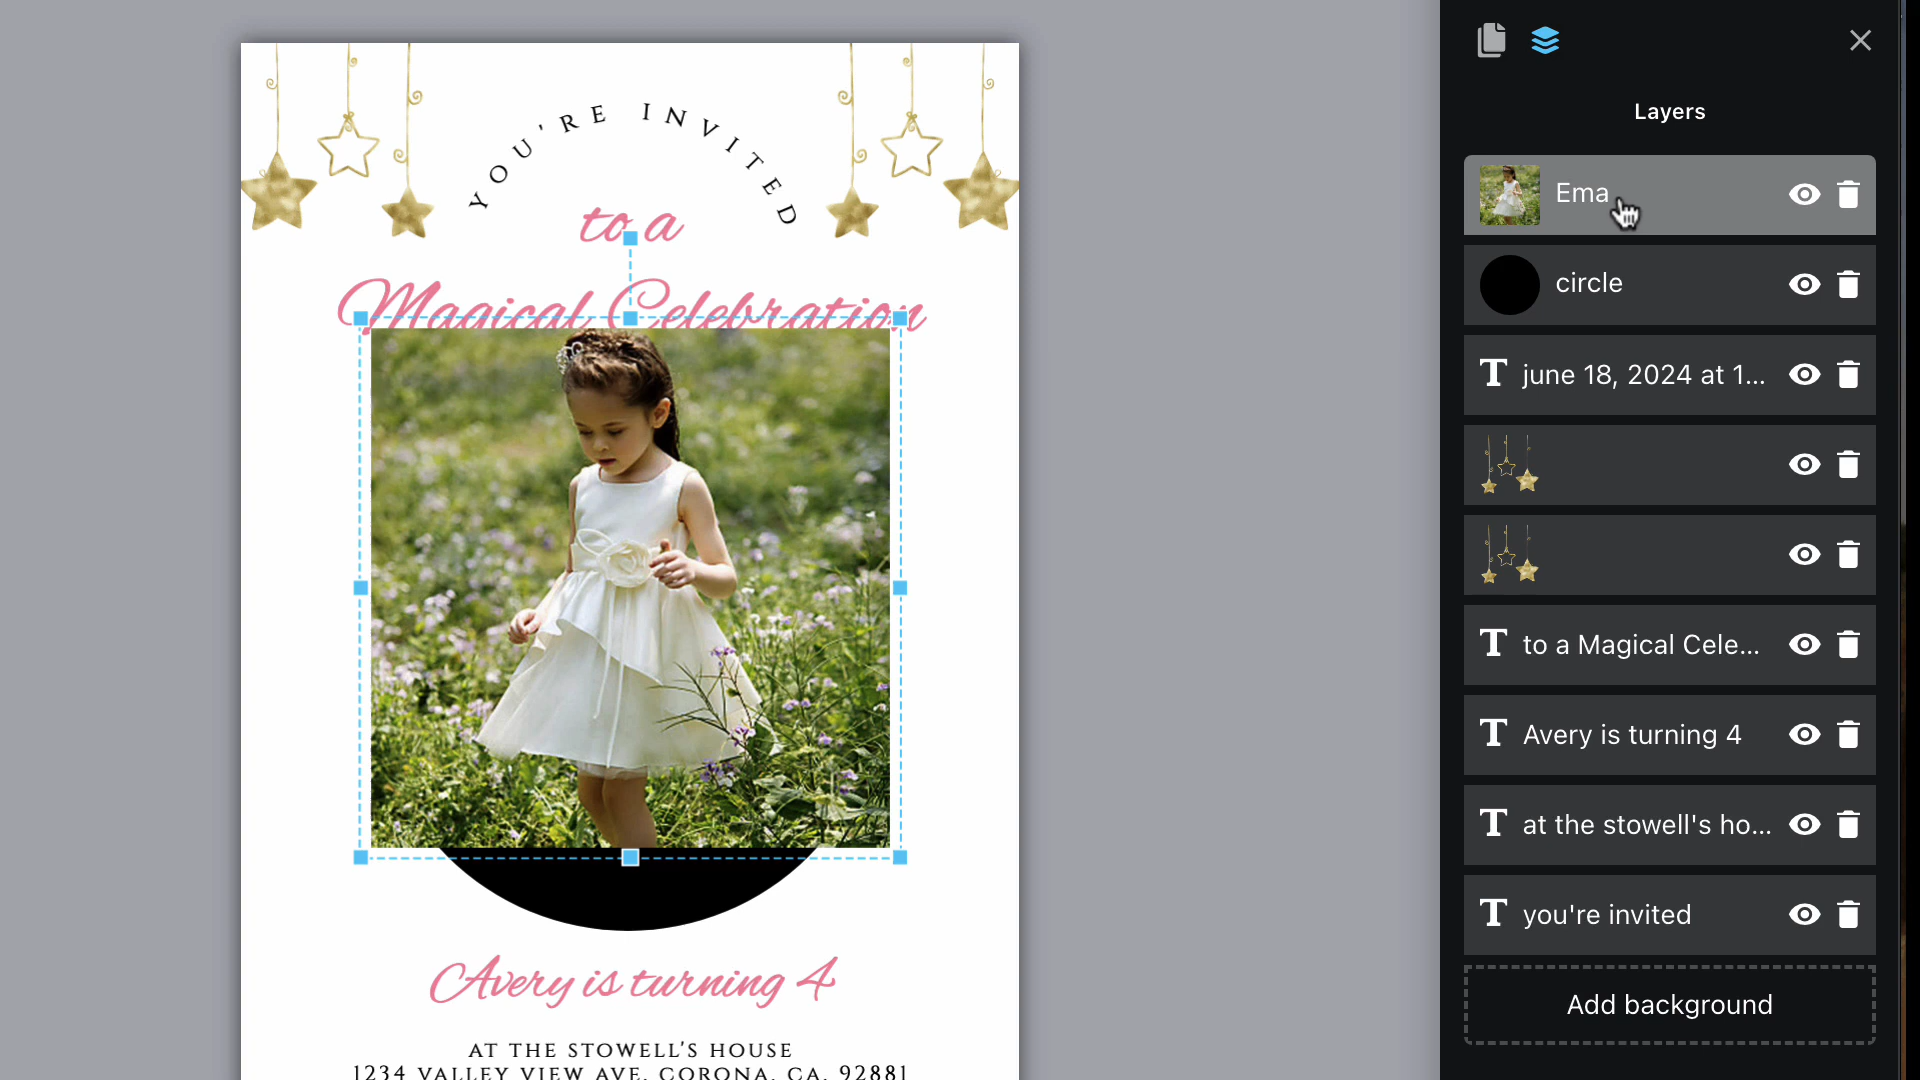 YOU'RE INVITED
to a
Magical Celebration
Avery is turning 4
AT THE STOWELL'S HOUSE
1234 VALLEY VIEW AVE, CORONA, CA, 92881
Layers
Ema
circle
T june 18, 2024 at 1...
T to a Magical Cele...
T Avery is turning 4
T at the stowell's ho...
T you're invited
Add background